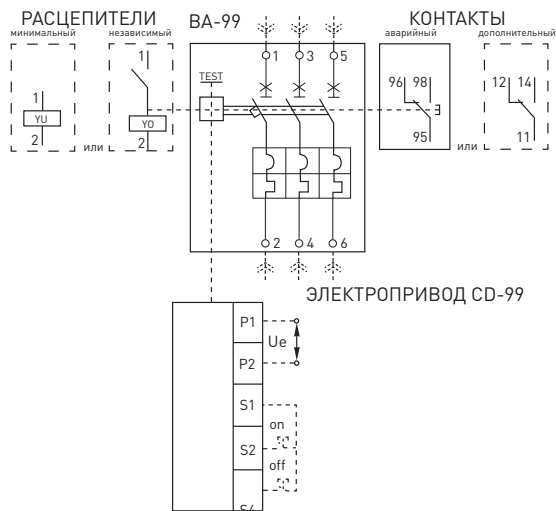 РАСЦЕПИТЕЛИ
минимальный
независимый
ВА-99
КОНТАКТЫ
аварийный
дополнительный
1
3
5
TEST
1
YU
2
или
1
YO
2
96
98
95
или
12
14
11
2
4
6
ЭЛЕКТРОПРИВОД CD-99
P1
Ue
P2
S1
on
S2
off
S4